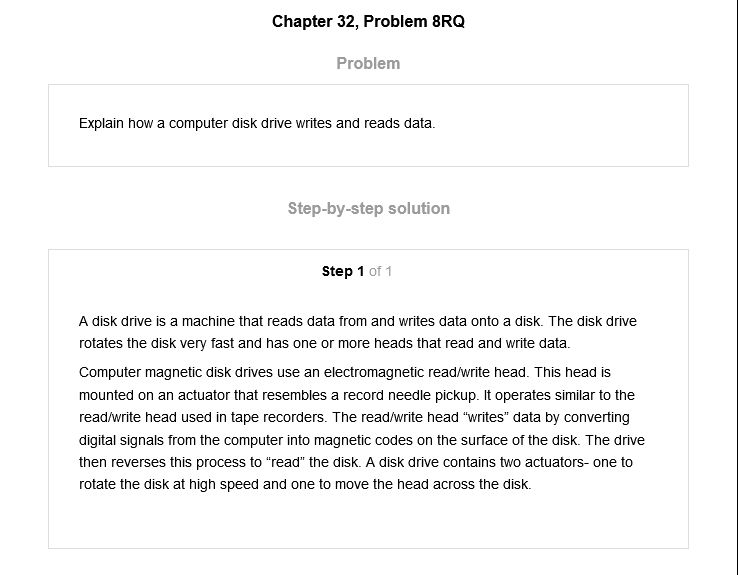 Chapter 32, Problem 8RQ
Problem
Explain how a computer disk drive writes and reads data.
Step-by-step solution
Step 1 of 1
A disk drive is a machine that reads data from and writes data onto a disk. The disk drive
rotates the disk very fast and has one or more heads that read and write data.
Computer magnetic disk drives use an electromagnetic read/write head. This head is
mounted on an actuator that resembles a record needle pickup. It operates similar to the
read/write head used in tape recorders. The read/write head “writes” data by converting
digital signals from the computer into magnetic codes on the surface of the disk. The drive
then reverses this process to “read” the disk. A disk drive contains two actuators- one to
rotate the disk at high speed and one to move the head across the disk.